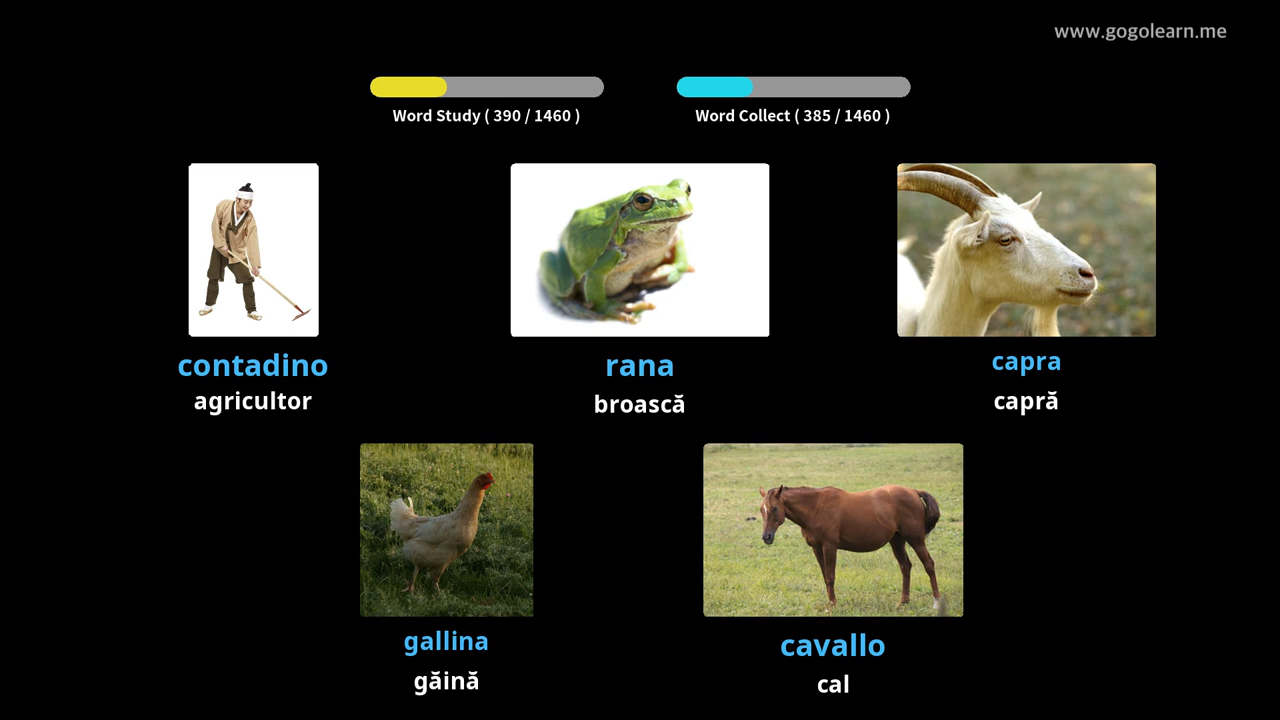 www.gogolearn.me
Word Study ( 390 / 1460 )
Word Collect ( 385 / 1460 )
contadino
agricultor
rana
broască
capra
capră
gallina
găină
cavallo
cal